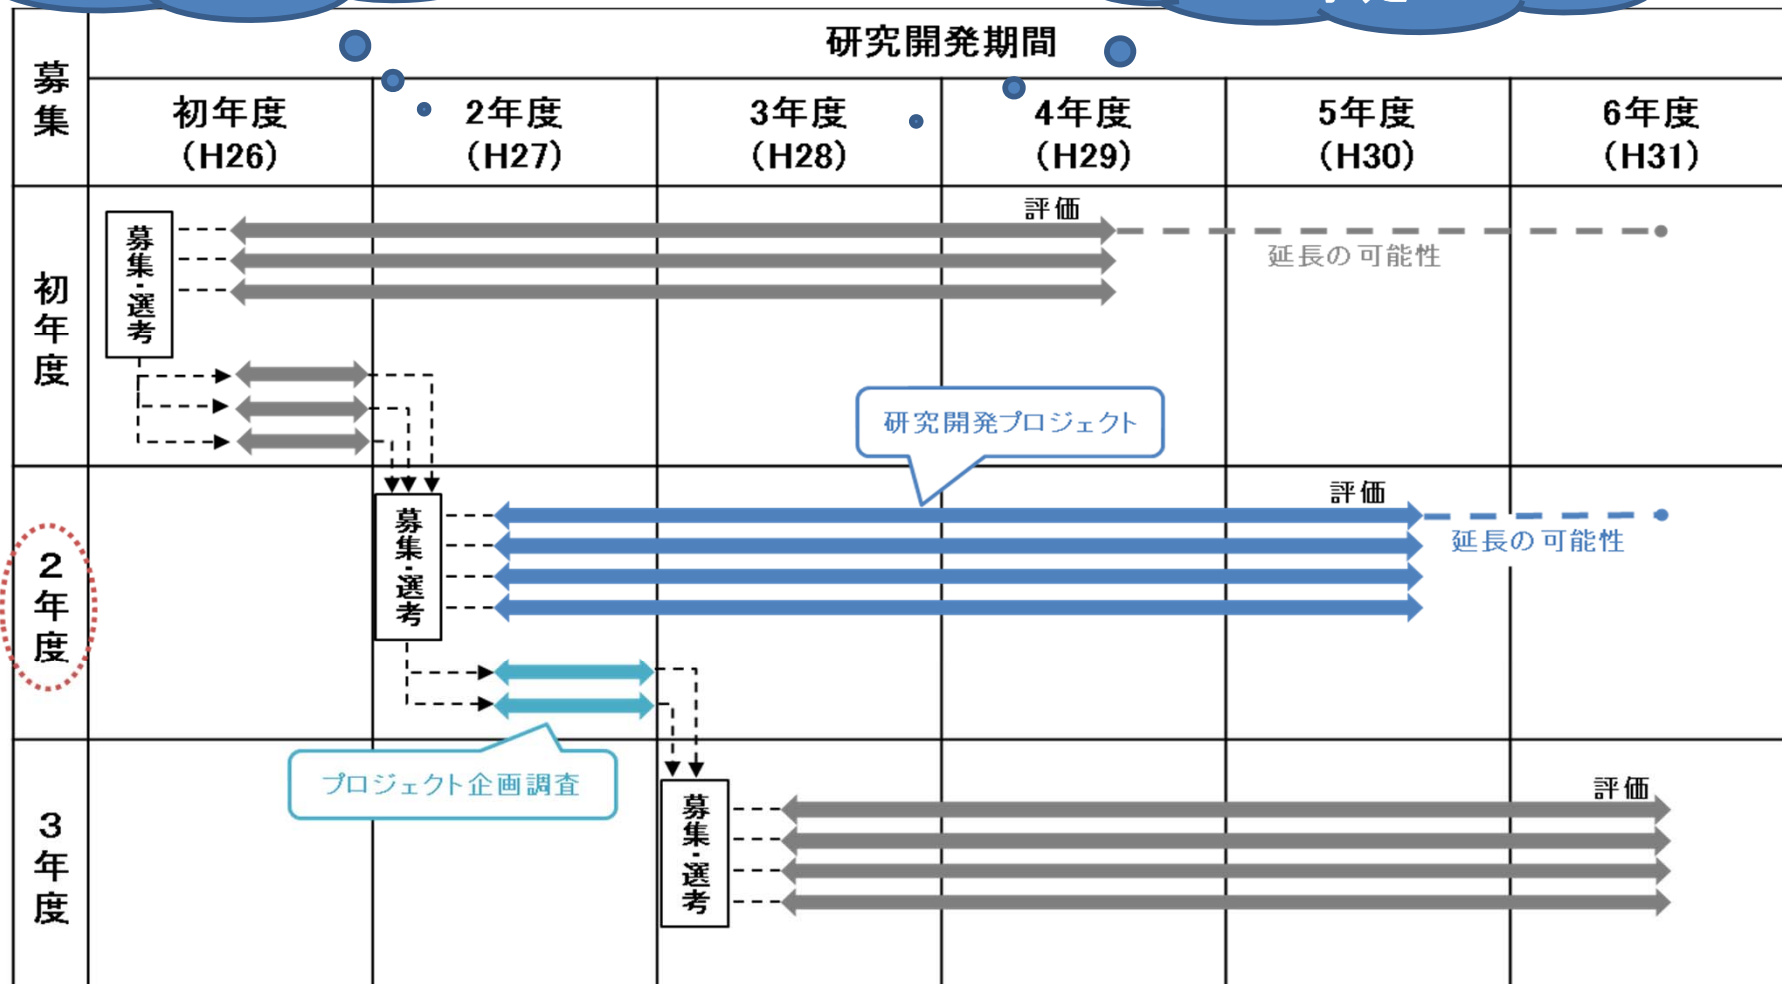 研究開発期間
募集
初年度
(H26)
2年度
(H27)
3年度
(H28)
4年度
(H29)
5年度
(H30)
6年度
(H31)
初年度
募集・選考
評価
延長の可能性
研究開発プロジェクト
2年度
募集・選考
評価
延長の可能性
プロジェクト企画調査
3年度
募集・選考
評価